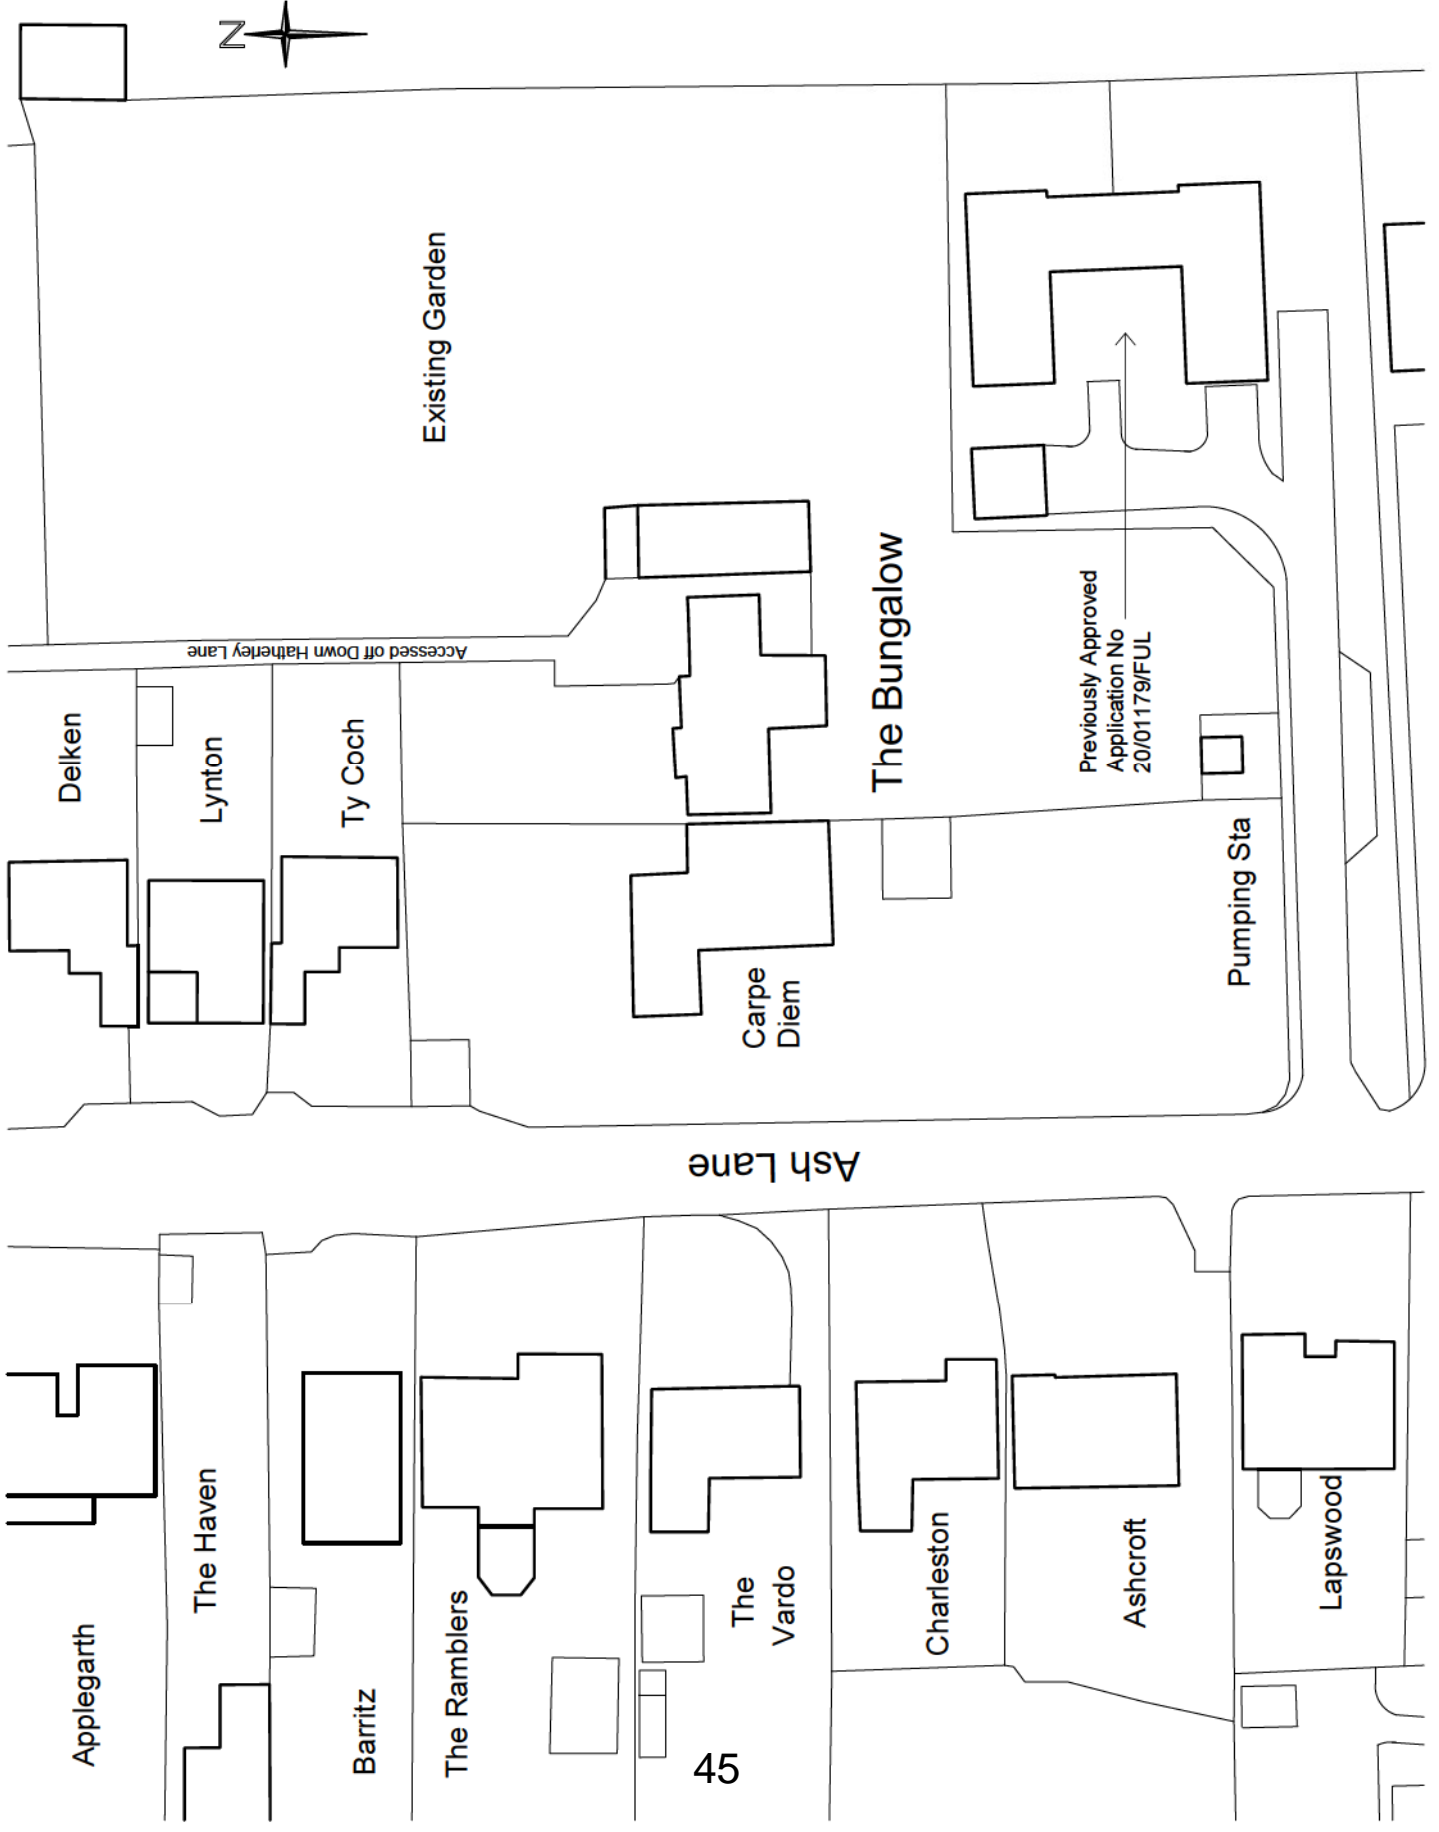 N
Existing Garden
Accessed off Down Hatherley Lane
Delken
Lynton
Ty Coch
The Bungalow
Previously Approved
Application No
20/01179/FUL
Carpe
Diem
Pumping Sta
Ash Lane
Applegarth
The Haven
Barritz
The Ramblers
The
Vardo
Charleston
Ashcroft
Lapswood
45